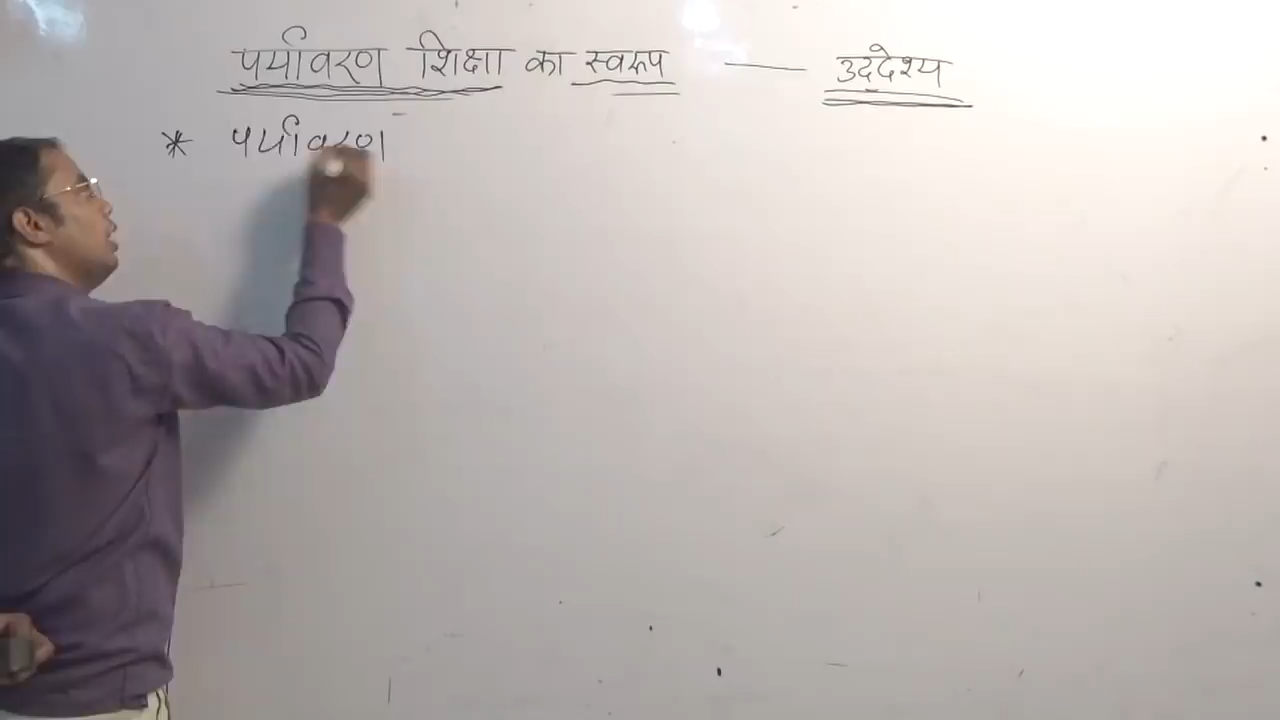 पर्यावरण शिक्षा का स्वरूप — उद्देश्य
* पर्यावरण